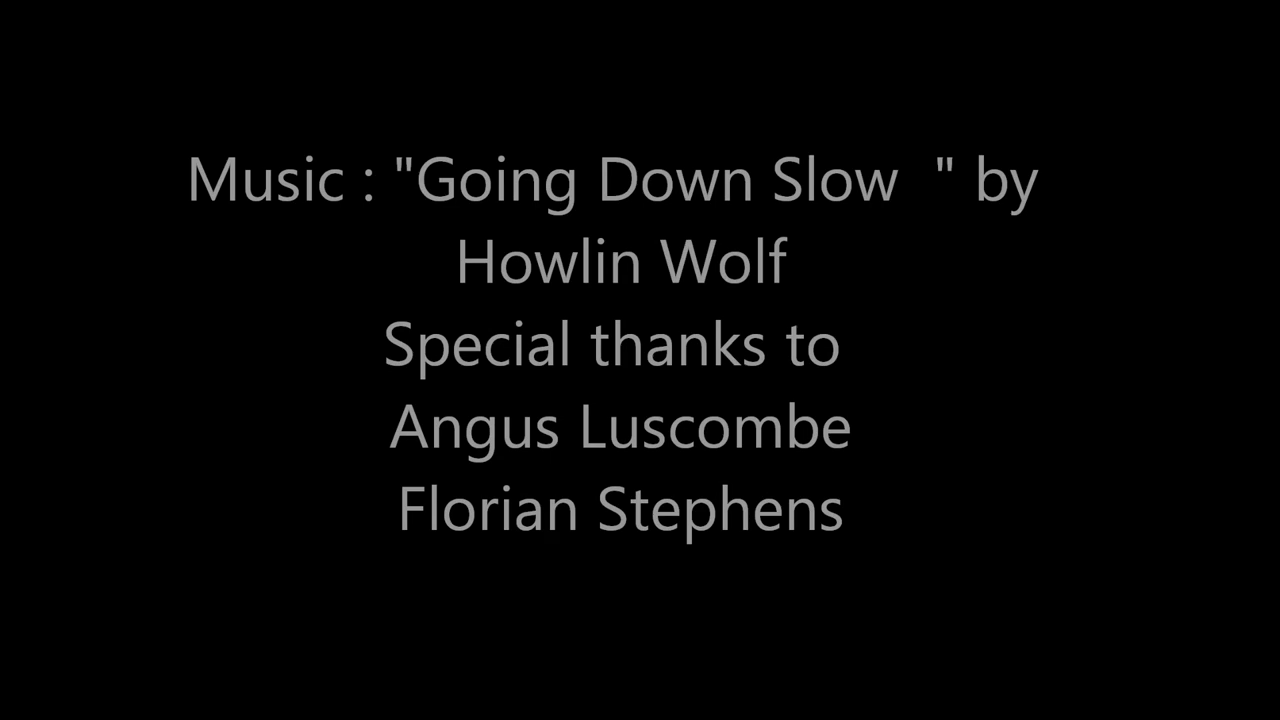 Music : "Going Down Slow  " by
Howlin Wolf
Special thanks to
Angus Luscombe
Florian Stephens